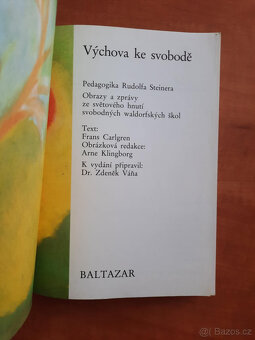 Výchova ke svobodě
Pedagogika Rudolfa Steinera
Obrazy a zprávy
ze světového hnutí
svobodných waldorfských škol
Text:
Frans Carlgren
Obrázková redakce:
Arne Klingborg
K vydání připravil:
Dr. Zdeněk Váňa
BALTAZAR
sbazar.cz